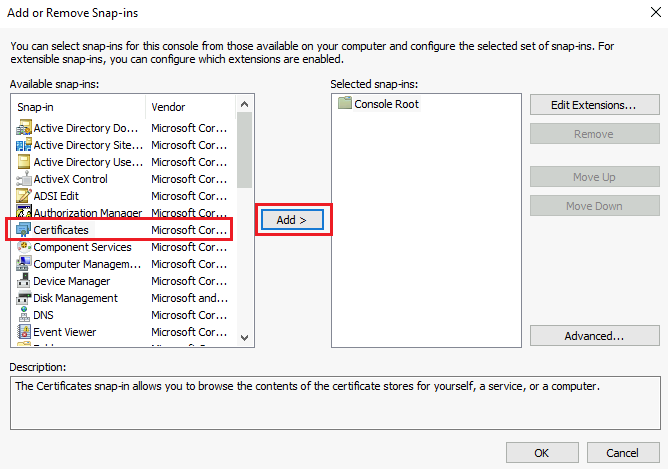 Add or Remove Snap-ins
You can select snap-ins for this console from those available on your computer and configure the selected set of snap-ins. For
extensible snap-ins, you can configure which extensions are enabled.
Available snap-ins:
Snap-in Vendor
Active Directory Do... Microsoft Cor...
Active Directory Site... Microsoft Cor...
Active Directory Use... Microsoft Cor...
ActiveX Control Microsoft Cor...
ADSI Edit Microsoft Cor...
Authorization Manager Microsoft Cor...
Certificates Microsoft Cor...
Component Services Microsoft Cor...
Computer Managem... Microsoft Cor...
Device Manager Microsoft Cor...
Disk Management Microsoft and...
DNS Microsoft Cor...
Event Viewer Microsoft Cor...
Add >
Selected snap-ins:
Console Root
Edit Extensions...
Remove
Move Up
Move Down
Advanced...
Description:
The Certificates snap-in allows you to browse the contents of the certificate stores for yourself, a service, or a computer.
OK
Cancel